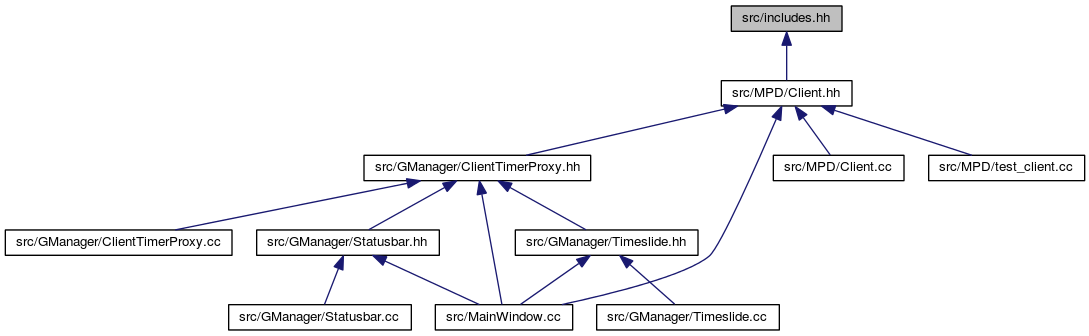 src/includes.hh
src/MPD/Client.hh
src/GManager/ClientTimerProxy.hh
src/MPD/Client.cc
src/MPD/test_client.cc
src/GManager/ClientTimerProxy.cc
src/GManager/Statusbar.hh
src/GManager/Timeslide.hh
src/GManager/Statusbar.cc
src/MainWindow.cc
src/GManager/Timeslide.cc